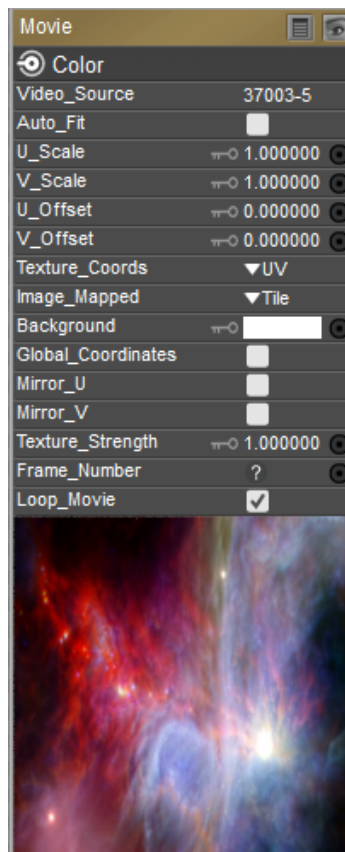 Movie
Color
Video_Source 37003-5
Auto_Fit
U_Scale 1.000000
V_Scale 1.000000
U_Offset 0.000000
V_Offset 0.000000
Texture_Coords ▼UV
Image_Mapped ▼Tile
Background
Global_Coordinates
Mirror_U
Mirror_V
Texture_Strength 1.000000
Frame_Number ?
Loop_Movie